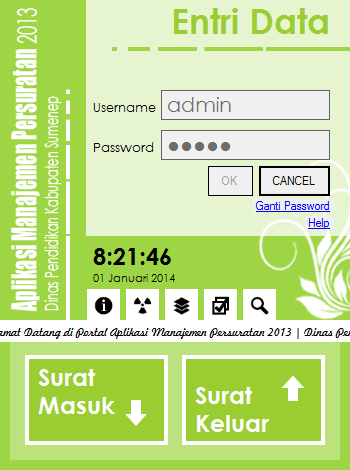 Aplikasi Manajemen Persuratan 2013
Dinas Pendidikan Kabupaten Sumenep
Entri Data
Username admin
Password ●●●●●
OK CANCEL
Ganti Password
Help
8:21:46
01 Januari 2014
amat Datang di Portal Aplikasi Manajemen Persuratan 2013 | Dinas Pen
Surat
Masuk
Surat
Keluar